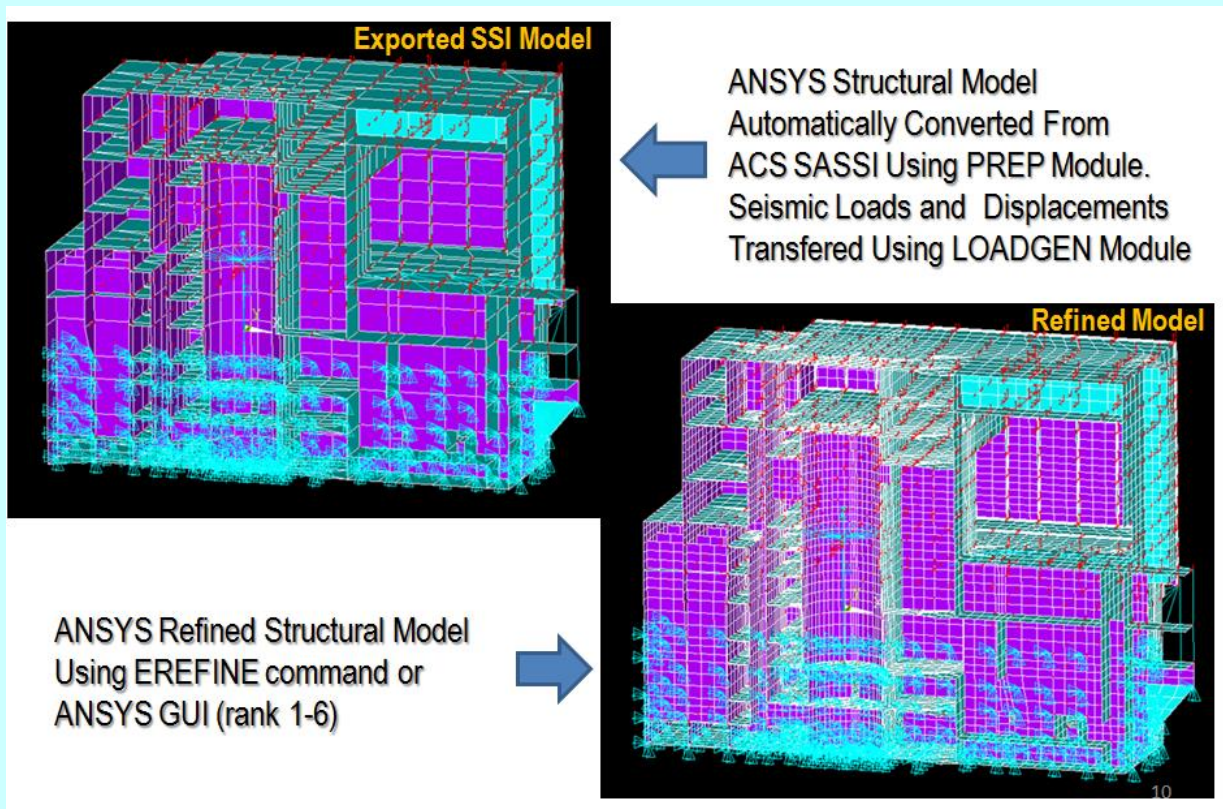 Exported SSI Model
ANSYS Structural Model
Automatically Converted From
ACS SASSI Using PREP Module.
Seismic Loads and Displacements
Transfered Using LOADGEN Module
Refined Model
ANSYS Refined Structural Model
Using EREFINE command or
ANSYS GUI (rank 1-6)
10